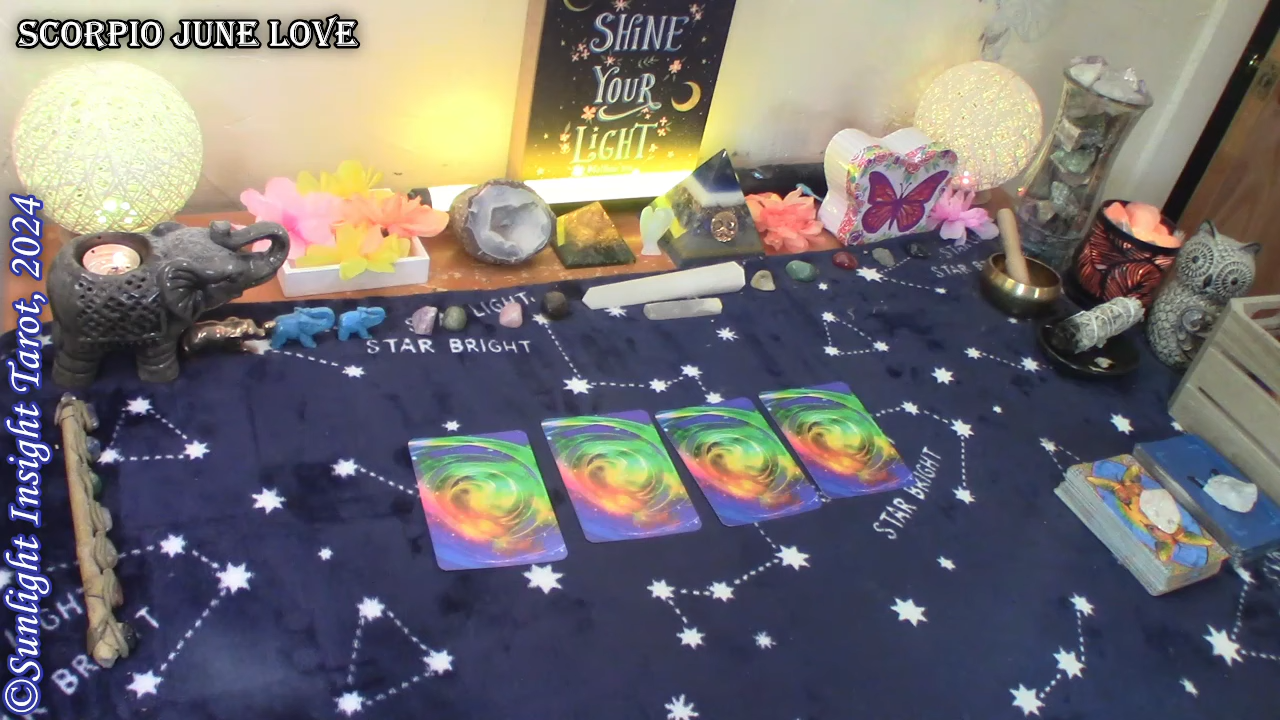 SCORPIO JUNE LOVE
SHINE
YOUR
LIGHT
LIGHT,
STAR BRIGHT
STAR BRIGHT
©Sunlight Insight Tarot, 2024